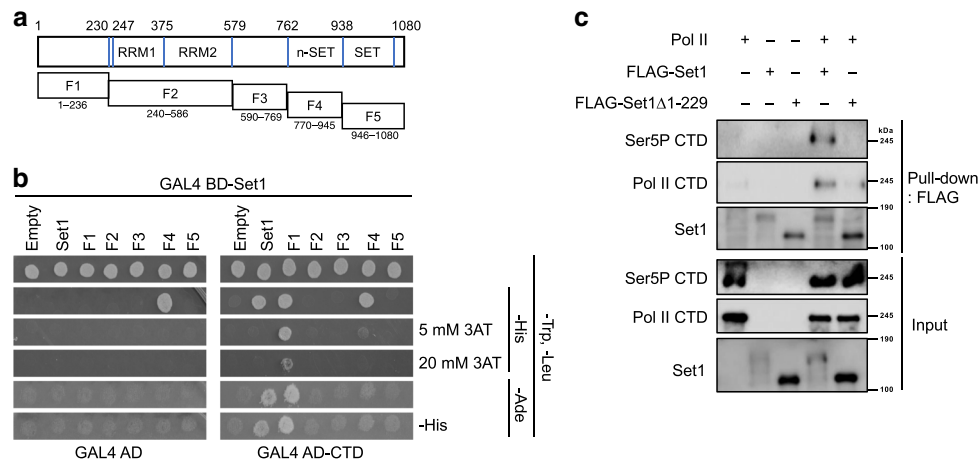 a
1 230 247 375 579 762 938 1080
RRM1 RRM2 n-SET SET
F1 F2 F3 F4 F5
1–236 240–586 590–769 770–945 946–1080
b
GAL4 BD-Set1
Empty Set1 F1 F2 F3 F4 F5 Empty Set1 F1 F2 F3 F4 F5
5 mM 3AT
20 mM 3AT
-His
-Ade
-His
-Trp, -Leu
GAL4 AD GAL4 AD-CTD
c
Pol II + – – + +
FLAG-Set1 – + – + –
FLAG-Set1Δ1-229 – – + – +
kDa
Ser5P CTD 245
Pol II CTD 245
190
Set1
100
Pull-down
: FLAG
Ser5P CTD 245
Pol II CTD 245
190
Set1
100
Input